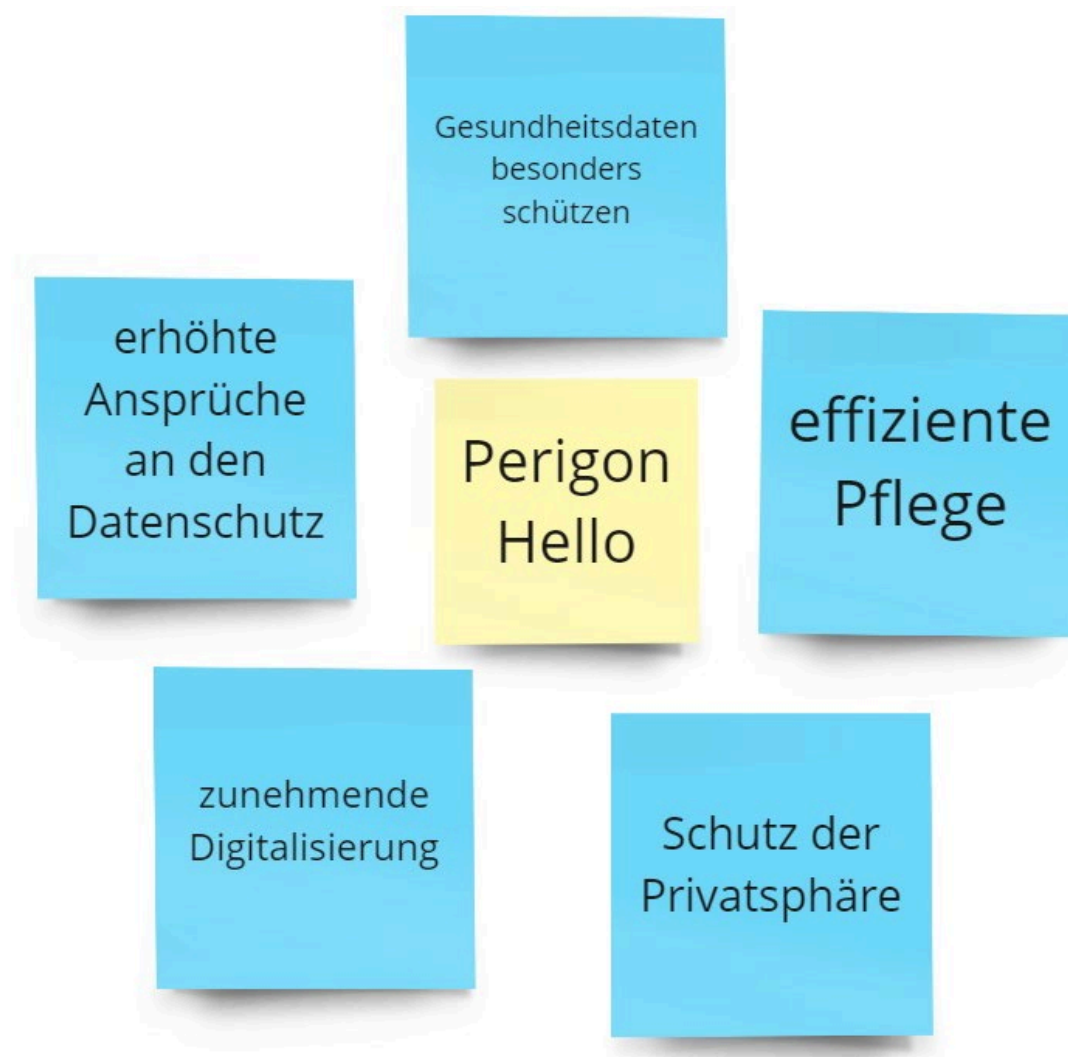 Gesundheitsdaten
besonders
schützen
erhöhte
Ansprüche
an den
Datenschutz
Perigon
Hello
effiziente
Pflege
zunehmende
Digitalisierung
Schutz der
Privatsphäre